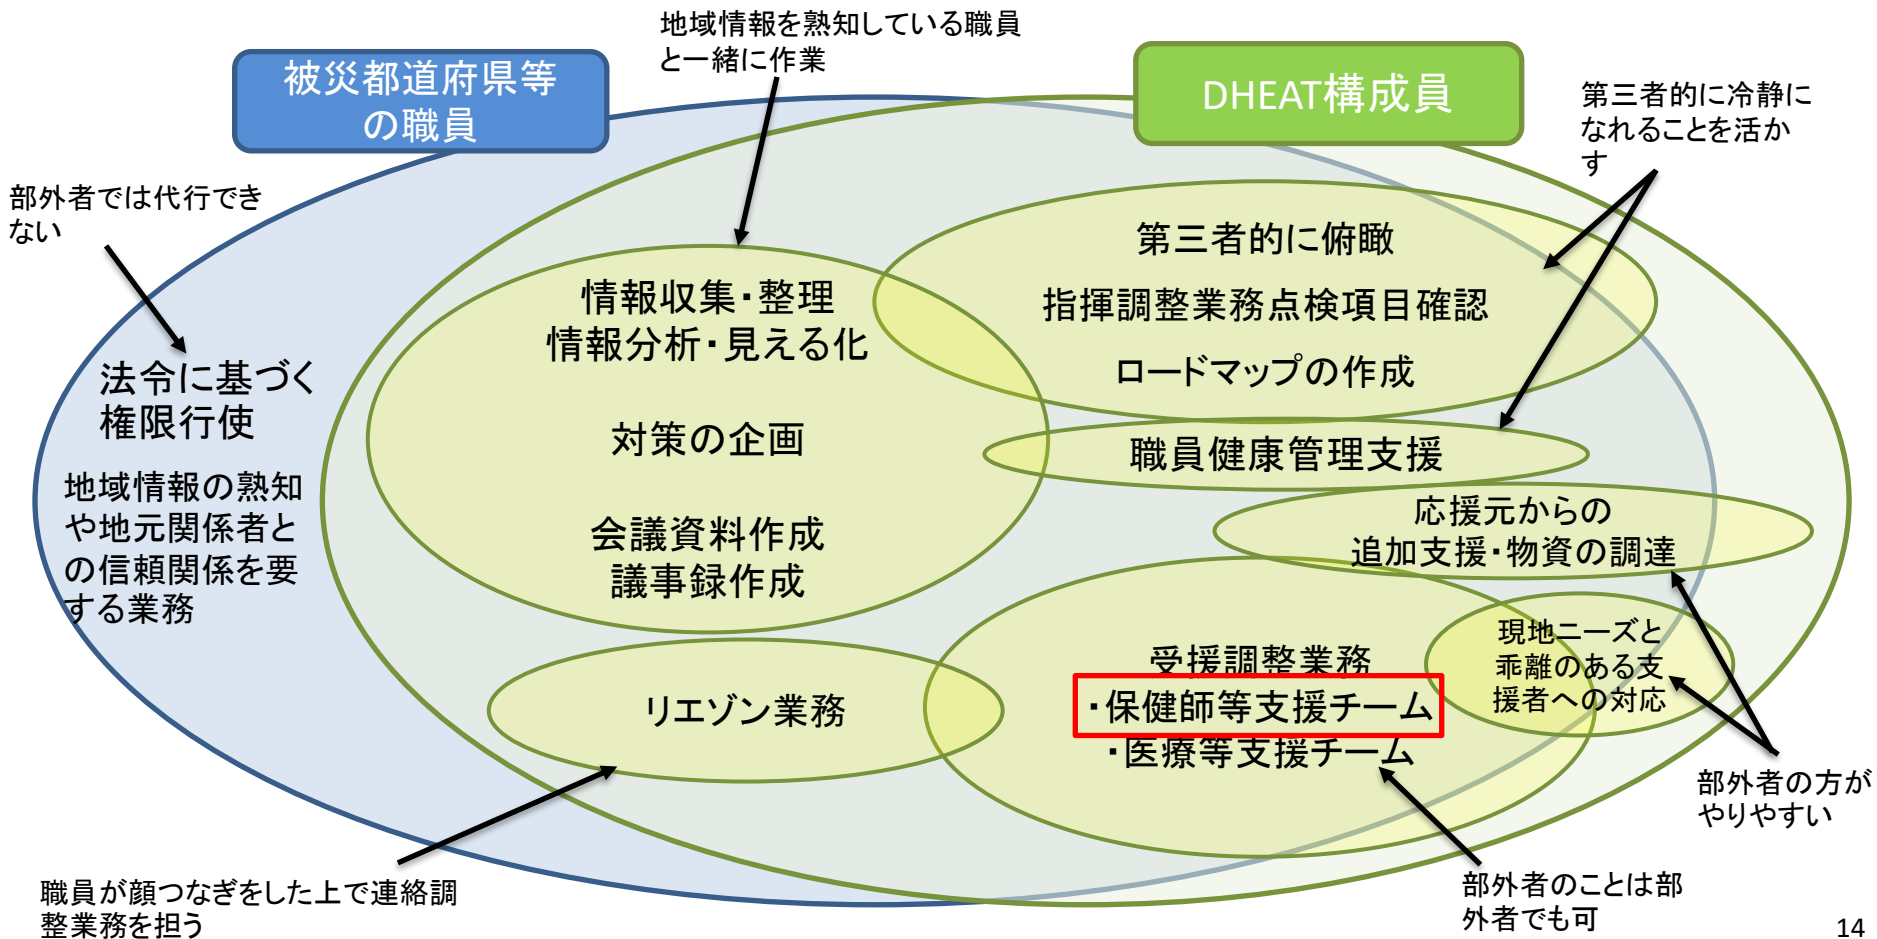 地域情報を熟知している職員
と一緒に作業
被災都道府県等
の職員
DHEAT構成員
第三者的に冷静に
なれることを活か
す
部外者では代行でき
ない
第三者的に俯瞰
指揮調整業務点検項目確認
ロードマップの作成
情報収集・整理
情報分析・見える化
対策の企画
会議資料作成
議事録作成
法令に基づく
権限行使
地域情報の熟知
や地元関係者と
の信頼関係を要
する業務
職員健康管理支援
応援元からの
追加支援・物資の調達
現地ニーズと
乖離のある支
援者への対応
受援調整業務
・保健師等支援チーム
・医療等支援チーム
リエゾン業務
部外者の方が
やりやすい
職員が顔つなぎをした上で連絡調
整業務を担う
部外者のことは部
外者でも可
14